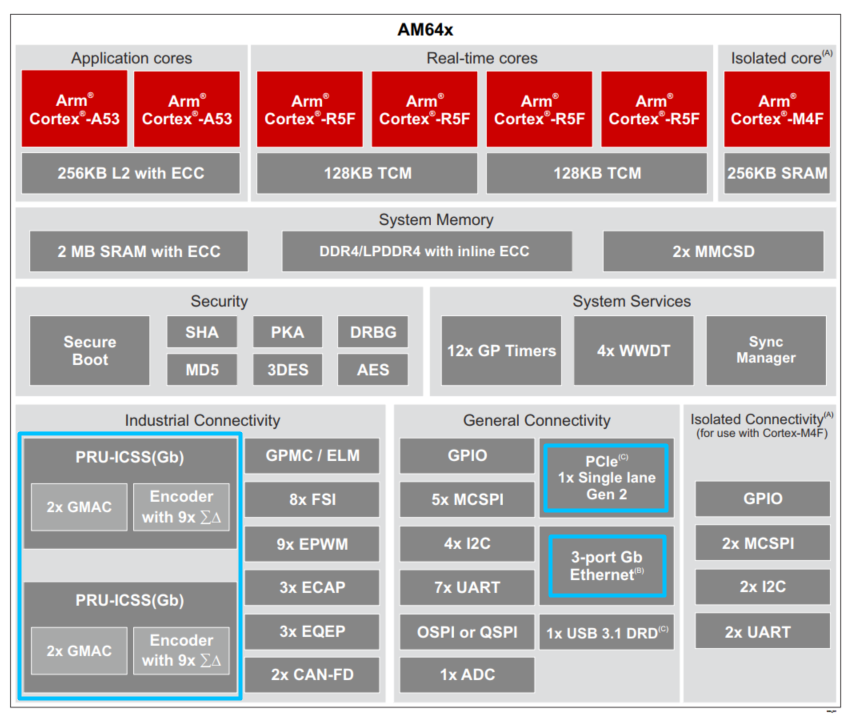 AM64x
Application cores
Real-time cores
Isolated core(A)
Arm®
Cortex®-A53
Arm®
Cortex®-A53
Arm®
Cortex®-R5F
Arm®
Cortex®-R5F
Arm®
Cortex®-R5F
Arm®
Cortex®-R5F
Arm®
Cortex®-M4F
256KB L2 with ECC
128KB TCM
128KB TCM
256KB SRAM
System Memory
2 MB SRAM with ECC
DDR4/LPDDR4 with inline ECC
2x MMCSD
Security
Secure
Boot
SHA
PKA
DRBG
MD5
3DES
AES
System Services
12x GP Timers
4x WWDT
Sync
Manager
Industrial Connectivity
PRU-ICSS(Gb)
2x GMAC
Encoder
with 9x ΣΔ
PRU-ICSS(Gb)
2x GMAC
Encoder
with 9x ΣΔ
GPMC / ELM
8x FSI
9x EPWM
3x ECAP
3x EQEP
2x CAN-FD
General Connectivity
GPIO
5x MCSPI
4x I2C
7x UART
OSPI or QSPI
1x ADC
PCIe(C)
1x Single lane
Gen 2
3-port Gb
Ethernet(B)
1x USB 3.1 DRD(C)
Isolated Connectivity(A)
(for use with Cortex-M4F)
GPIO
2x MCSPI
2x I2C
2x UART